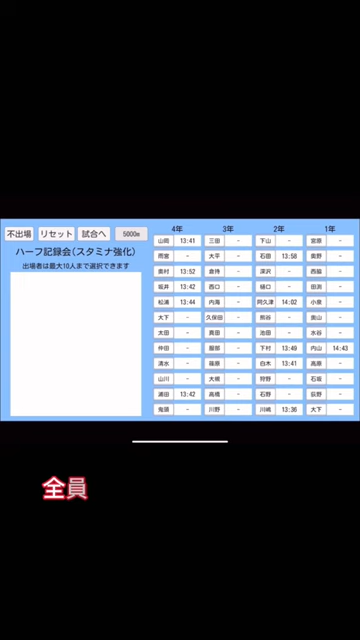 不出場 リセット 試合へ 5000m
ハーフ記録会(スタミナ強化)
出場者は最大10人まで選択できます
4年 3年 2年 1年
山岡 13:41 三田 - 下山 - 宮原 -
雨宮 - 大平 - 石田 13:58 奥野 -
奥村 13:52 倉持 - 深沢 - 西脇 -
坂井 13:42 西口 - 樋口 - 田渕 -
松浦 13:44 内海 - 阿久津 14:02 小泉 -
大下 - 久保田 - 熊谷 - 畠山 -
太田 - 真田 - 池田 - 水谷 -
仲田 - 服部 - 下村 13:49 内山 14:43
清水 - 篠原 - 白木 13:41 高原 -
山川 - 大橋 - 狩野 - 石坂 -
浦田 13:42 高橋 - 石野 - 荻野 -
鬼頭 - 川野 - 川嶋 13:36 大下 -
全員